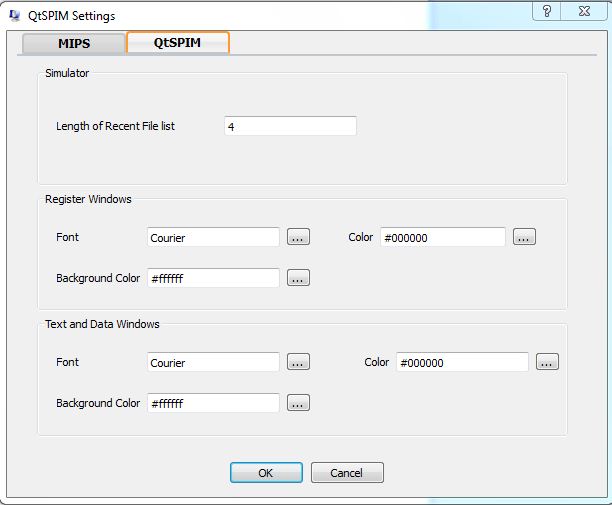 QtSPIM Settings
MIPS QtSPIM
Simulator
Length of Recent File list 4
Register Windows
Font Courier ... Color #000000 ...
Background Color #ffffff ...
Text and Data Windows
Font Courier ... Color #000000 ...
Background Color #ffffff ...
OK Cancel